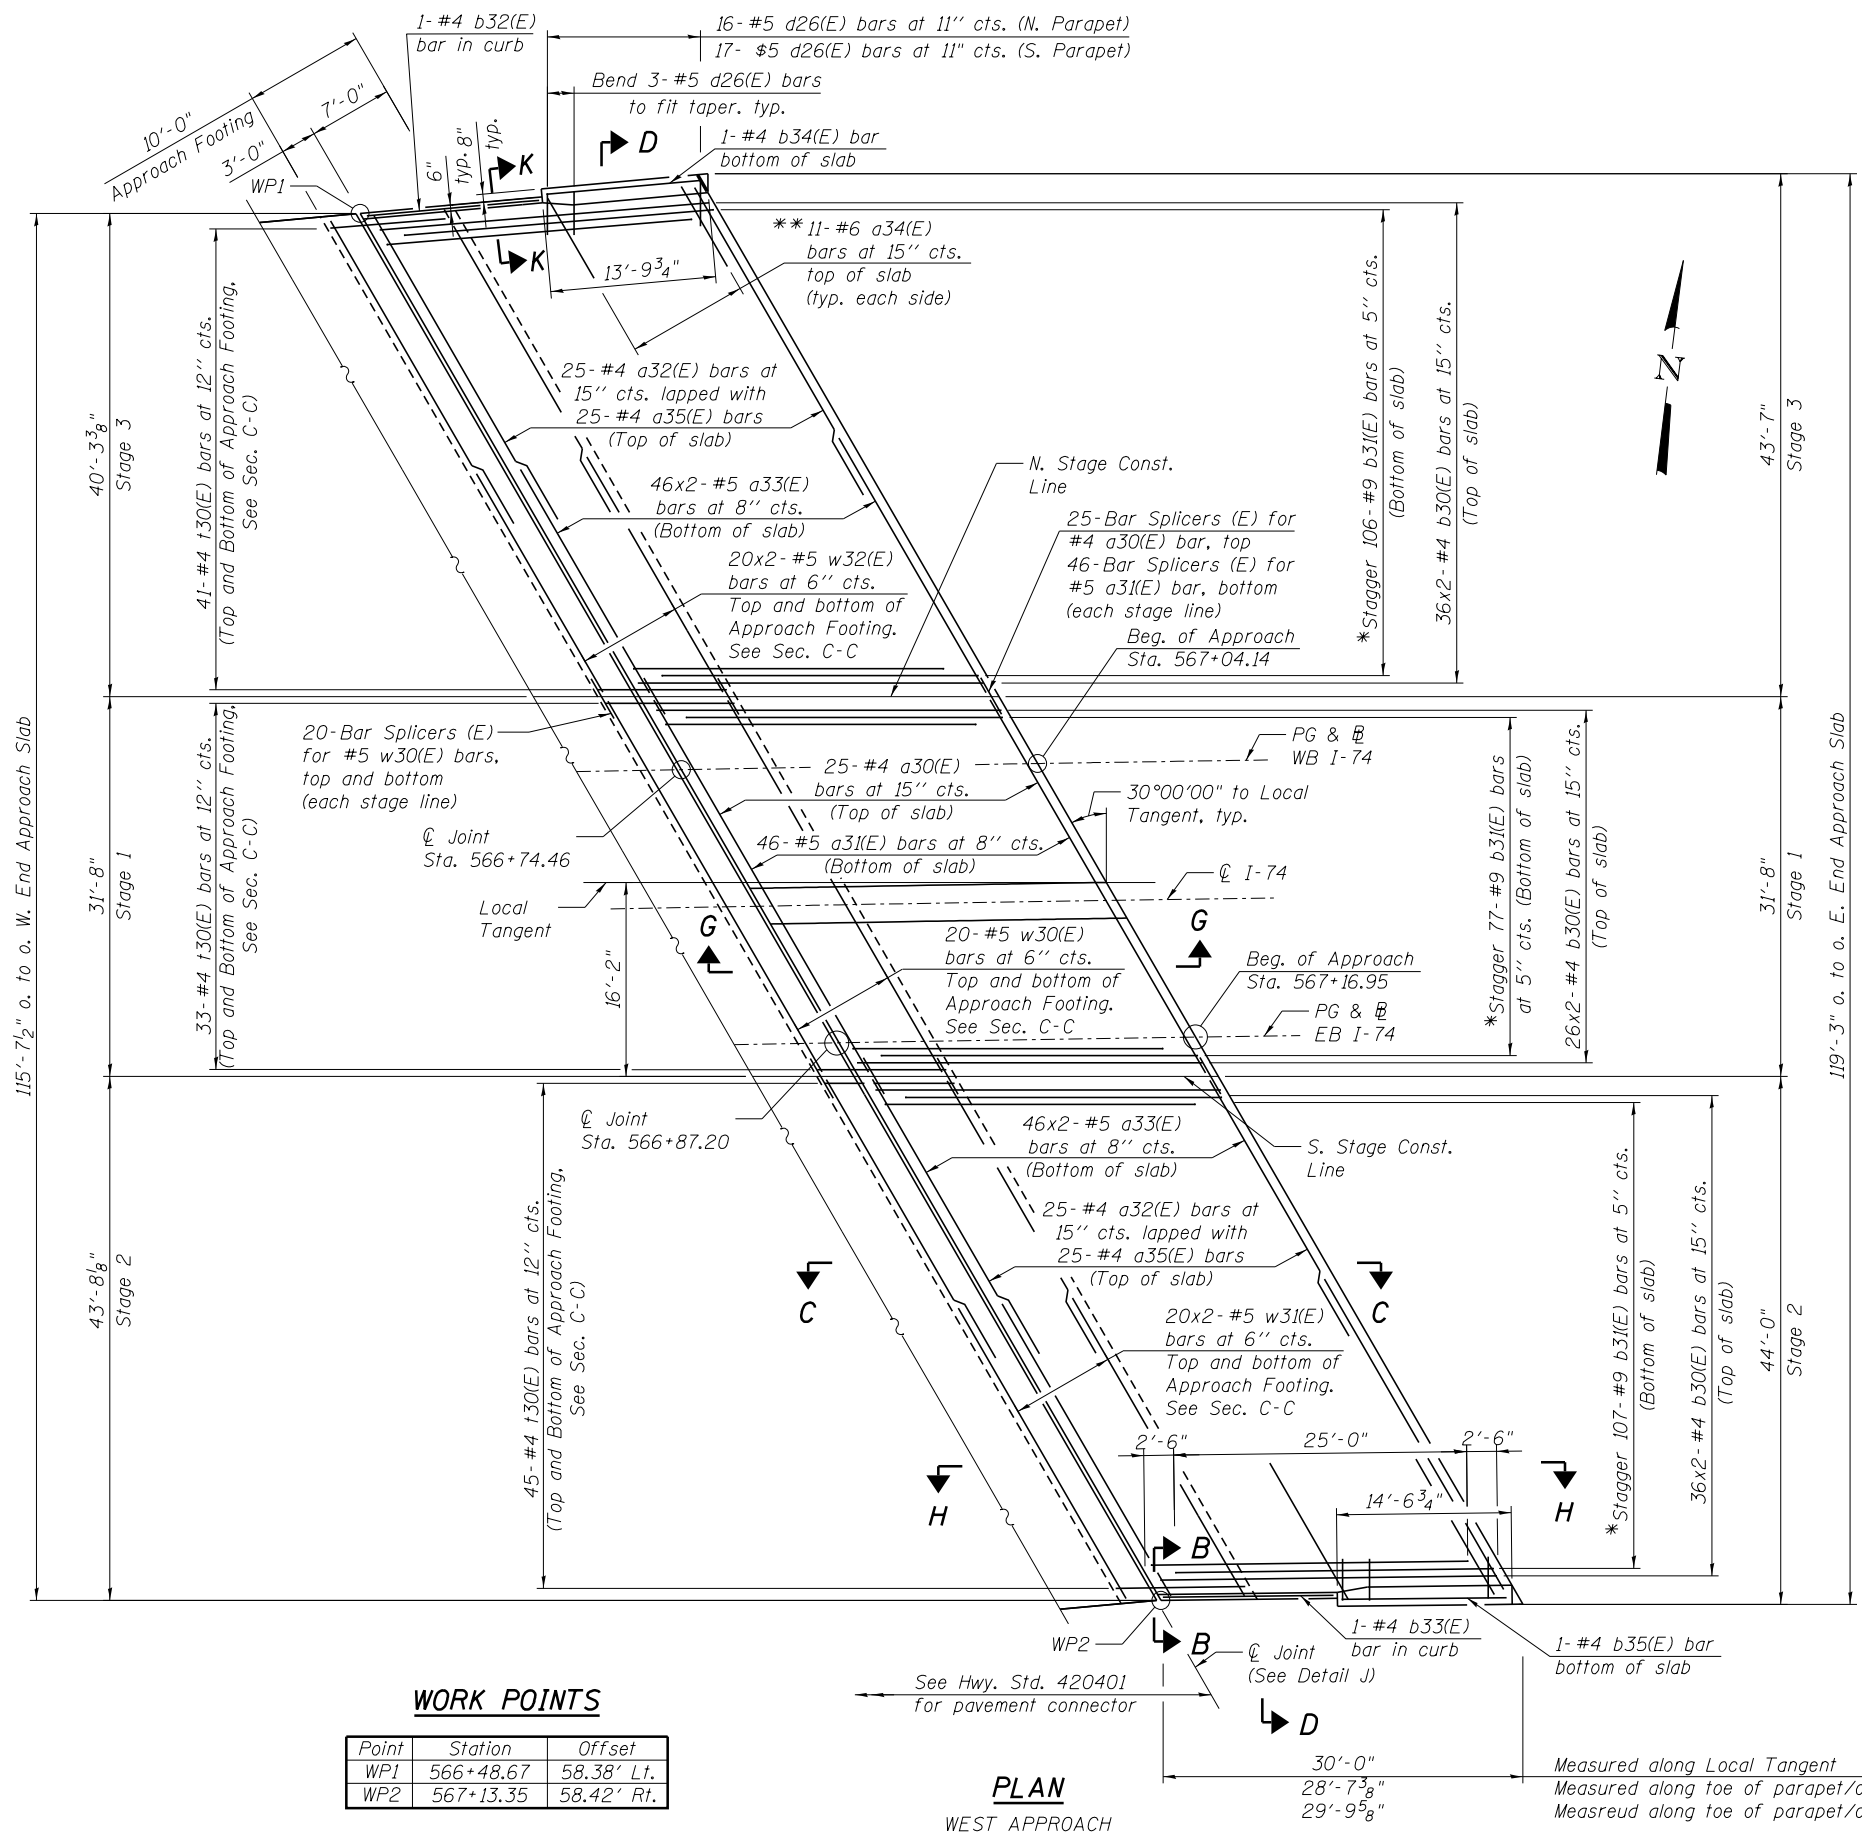 1-#4 b32(E)
bar in curb
16-#5 d26(E) bars at 11'' cts. (N. Parapet)
17- $5 d26(E) bars at 11" cts. (S. Parapet)
Bend 3-#5 d26(E) bars
to fit taper. typ.
1-#4 b34(E) bar
bottom of slab
10'-0"
Approach Footing
7'-0"
3'-0"
WP1
6"
typ.
8"
typ.
K
D
K
13'-9 3/4"
** 11-#6 a34(E)
bars at 15'' cts.
top of slab
(typ. each side)
N
25-#4 a32(E) bars at
15'' cts. lapped with
25-#4 a35(E) bars
(Top of slab)
46x2-#5 a33(E)
bars at 8'' cts.
(Bottom of slab)
20x2-#5 w32(E)
bars at 6'' cts.
Top and bottom of
Approach Footing.
See Sec. C-C
N. Stage Const.
Line
25-Bar Splicers (E) for
#4 a30(E) bar, top
46-Bar Splicers (E) for
#5 a31(E) bar, bottom
(each stage line)
Beg. of Approach
Sta. 567+04.14
115'-7 1/2" o. to o. W. End Approach Slab
40'-3 3/8"
Stage 3
31'-8"
Stage 1
43'-8 1/8"
Stage 2
41-#4 t30(E) bars at 12'' cts.
(Top and Bottom of Approach Footing,
See Sec. C-C)
33-#4 t30(E) bars at 12'' cts.
(Top and Bottom of Approach Footing,
See Sec. C-C)
45-#4 t30(E) bars at 12'' cts.
(Top and Bottom of Approach Footing,
See Sec. C-C)
*Stagger 106-#9 b31(E) bars at 5'' cts.
(Bottom of slab)
36x2-#4 b30(E) bars at 15'' cts.
(Top of slab)
43'-7"
Stage 3
20-Bar Splicers (E)
for #5 w30(E) bars,
top and bottom
(each stage line)
℄ Joint
Sta. 566+74.46
25-#4 a30(E)
bars at 15'' cts.
(Top of slab)
46-#5 a31(E) bars at 8'' cts.
(Bottom of slab)
PG & ⅊
WB I-74
30°00'00" to Local
Tangent, typ.
℄ I-74
Local
Tangent
16'-2"
G
G
20-#5 w30(E)
bars at 6'' cts.
Top and bottom of
Approach Footing.
See Sec. C-C
Beg. of Approach
Sta. 567+16.95
PG & ⅊
EB I-74
*Stagger 77-#9 b31(E) bars
at 5'' cts. (Bottom of slab)
26x2-#4 b30(E) bars at 15'' cts.
(Top of slab)
31'-8"
Stage 1
119'-3" o. to o. E. End Approach Slab
℄ Joint
Sta. 566+87.20
46x2-#5 a33(E)
bars at 8'' cts.
(Bottom of slab)
S. Stage Const.
Line
25-#4 a32(E) bars at
15'' cts. lapped with
25-#4 a35(E) bars
(Top of slab)
C
C
20x2-#5 w31(E)
bars at 6'' cts.
Top and bottom of
Approach Footing.
See Sec. C-C
*Stagger 107-#9 b31(E) bars at 5'' cts.
(Bottom of slab)
36x2-#4 b30(E) bars at 15'' cts.
(Top of slab)
44'-0"
Stage 2
2'-6"
25'-0"
2'-6"
14'-6 3/4"
H
H
B
B
WP2
℄ Joint
(See Detail J)
1-#4 b33(E)
bar in curb
1-#4 b35(E) bar
bottom of slab
See Hwy. Std. 420401
for pavement connector
D
WORK POINTS
Point Station Offset
WP1 566+48.67 58.38' Lt.
WP2 567+13.35 58.42' Rt.
PLAN
WEST APPROACH
30'-0" Measured along Local Tangent
28'-7 3/8" Measured along toe of parapet/
29'-9 5/8" Measreud along toe of parapet/